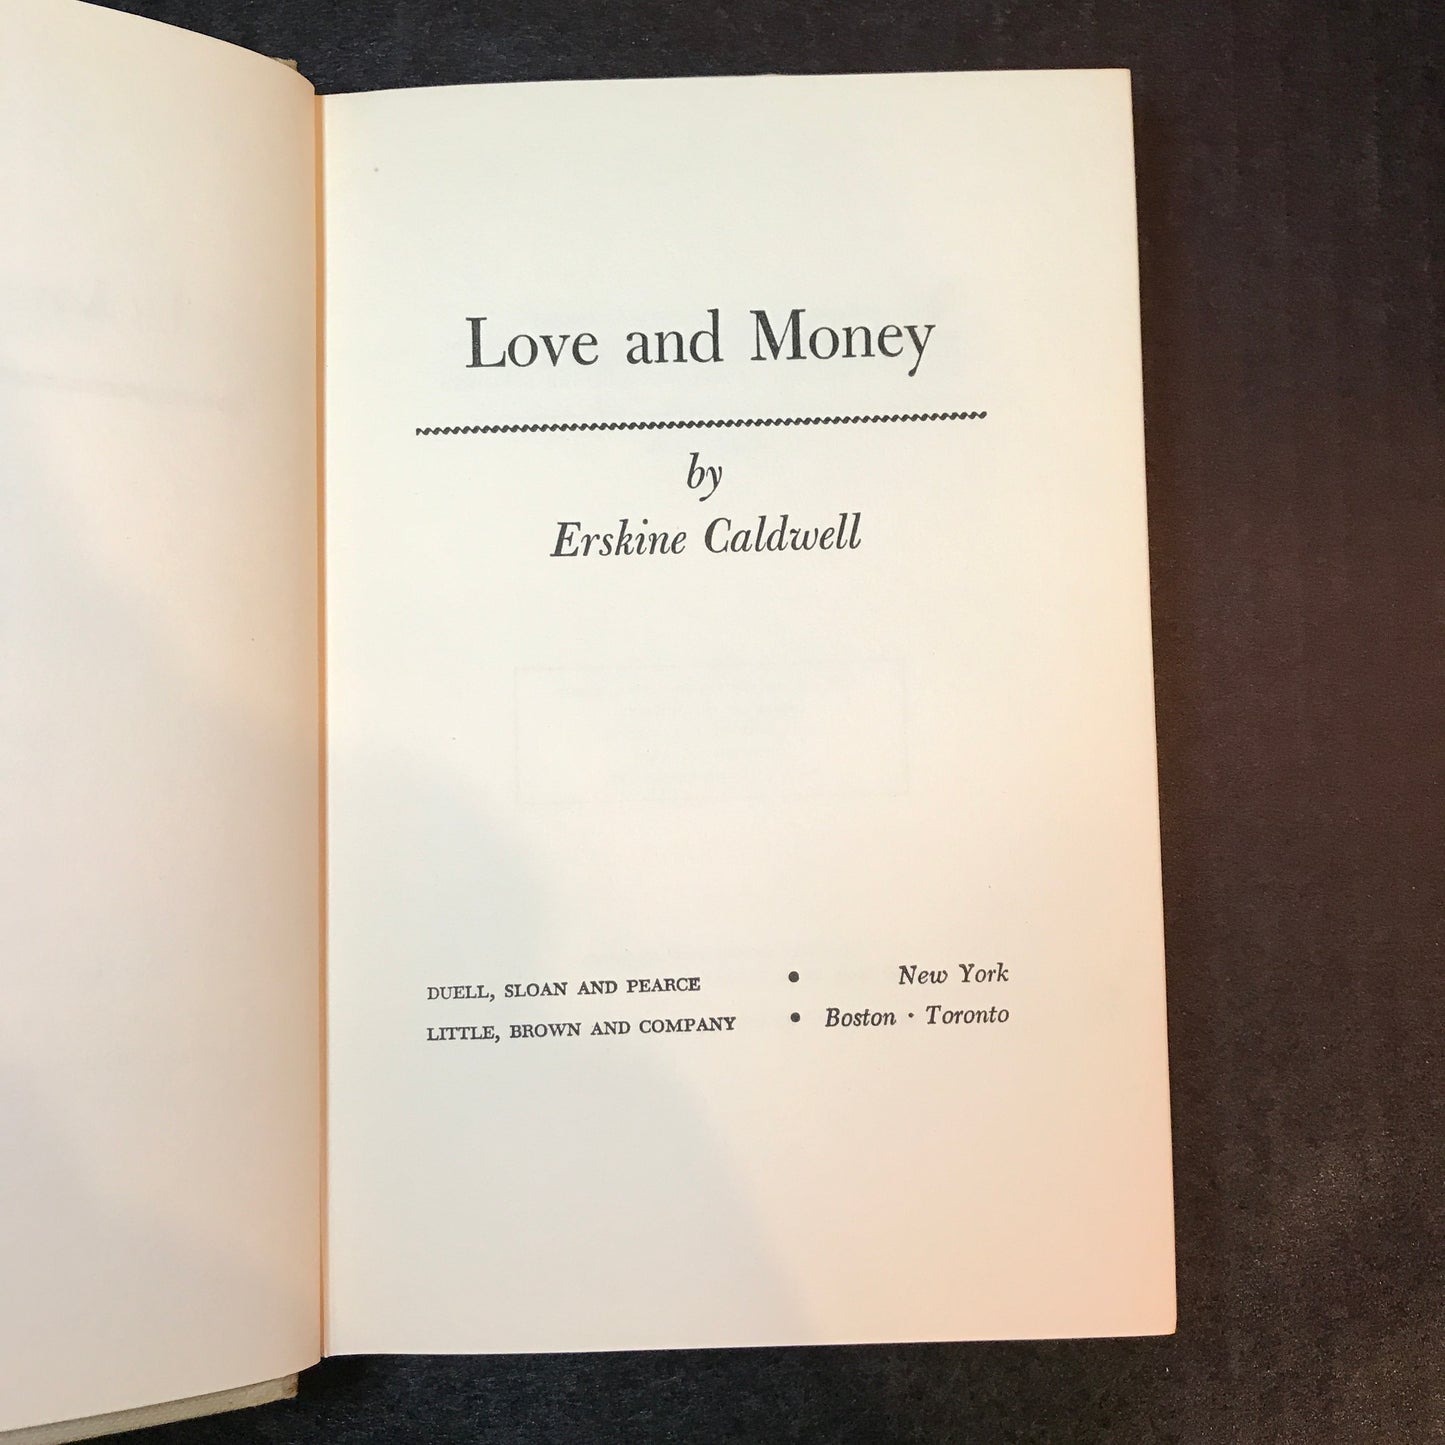 Love and Money
by
Erskine Caldwell
DUELL, SLOAN AND PEARCE • New York
LITTLE, BROWN AND COMPANY • Boston · Toronto